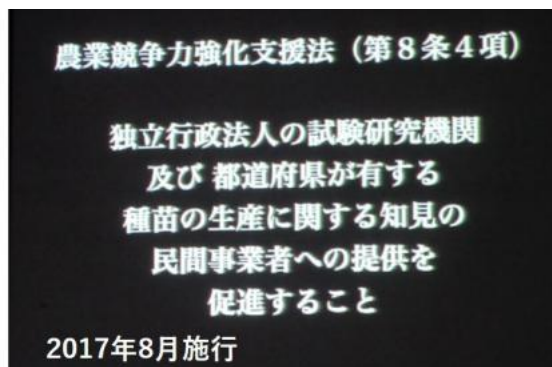 農業競争力強化支援法（第８条４項）
独立行政法人の試験研究機関
及び 都道府県が有する
種苗の生産に関する知見の
民間事業者への提供を
促進すること
2017年8月施行